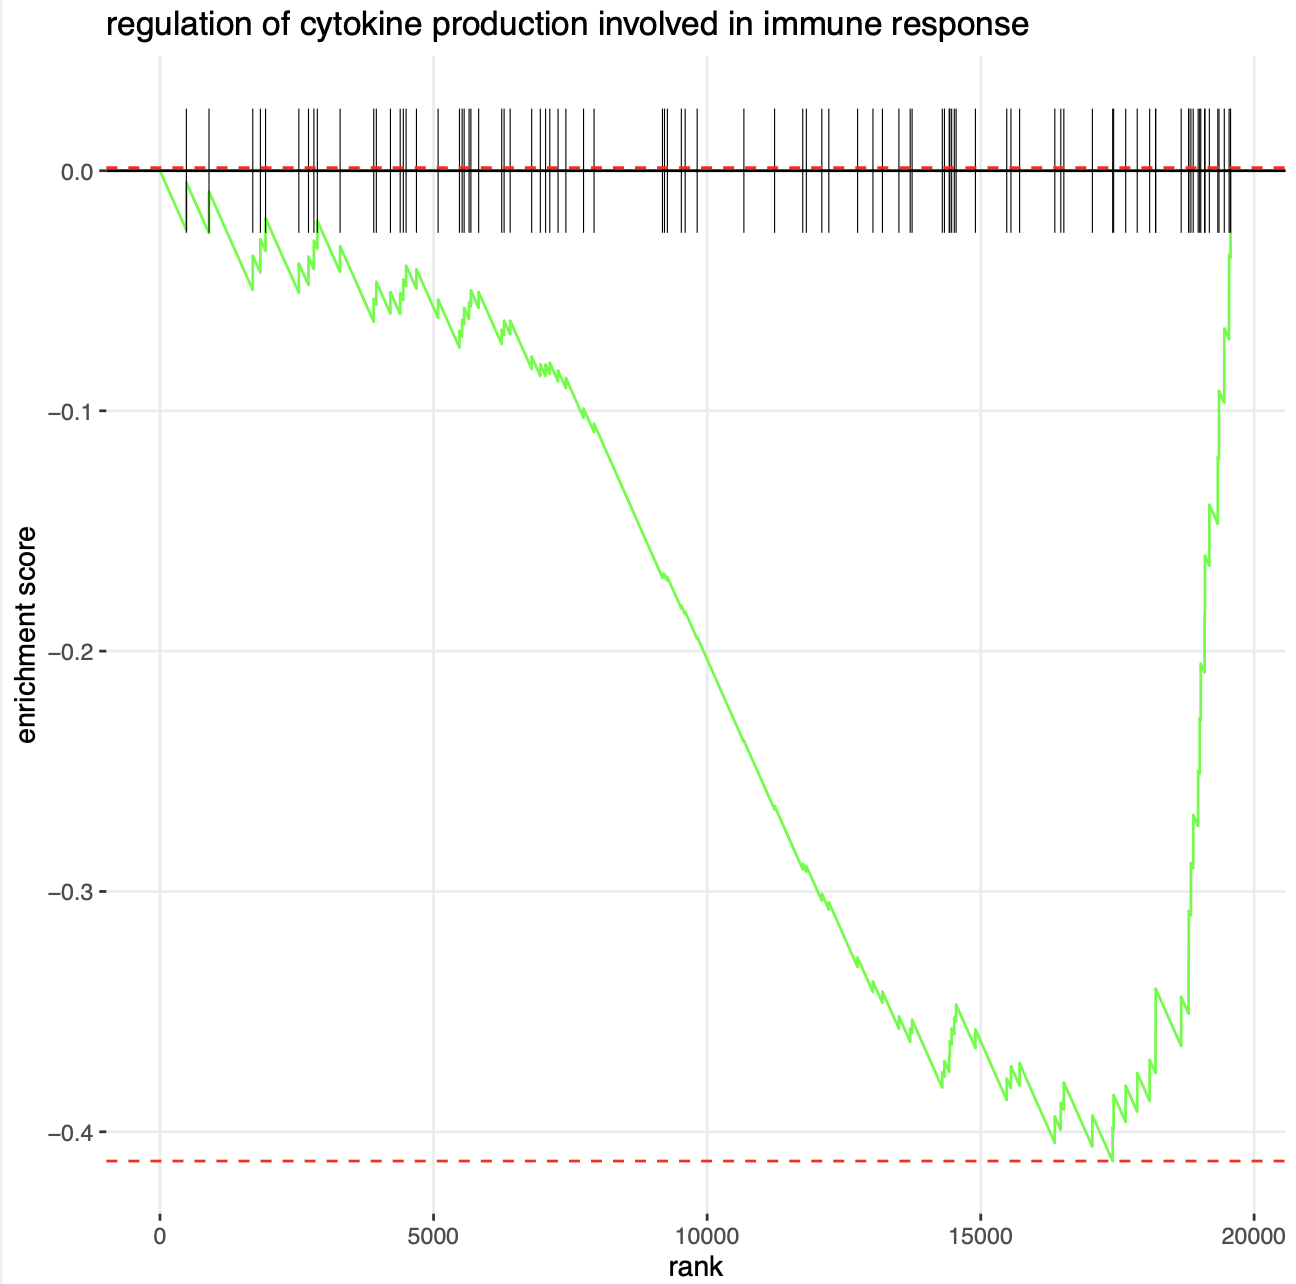 regulation of cytokine production involved in immune response
0.0
−0.1
−0.2
−0.3
−0.4
enrichment score
0 5000 10000 15000 20000
rank